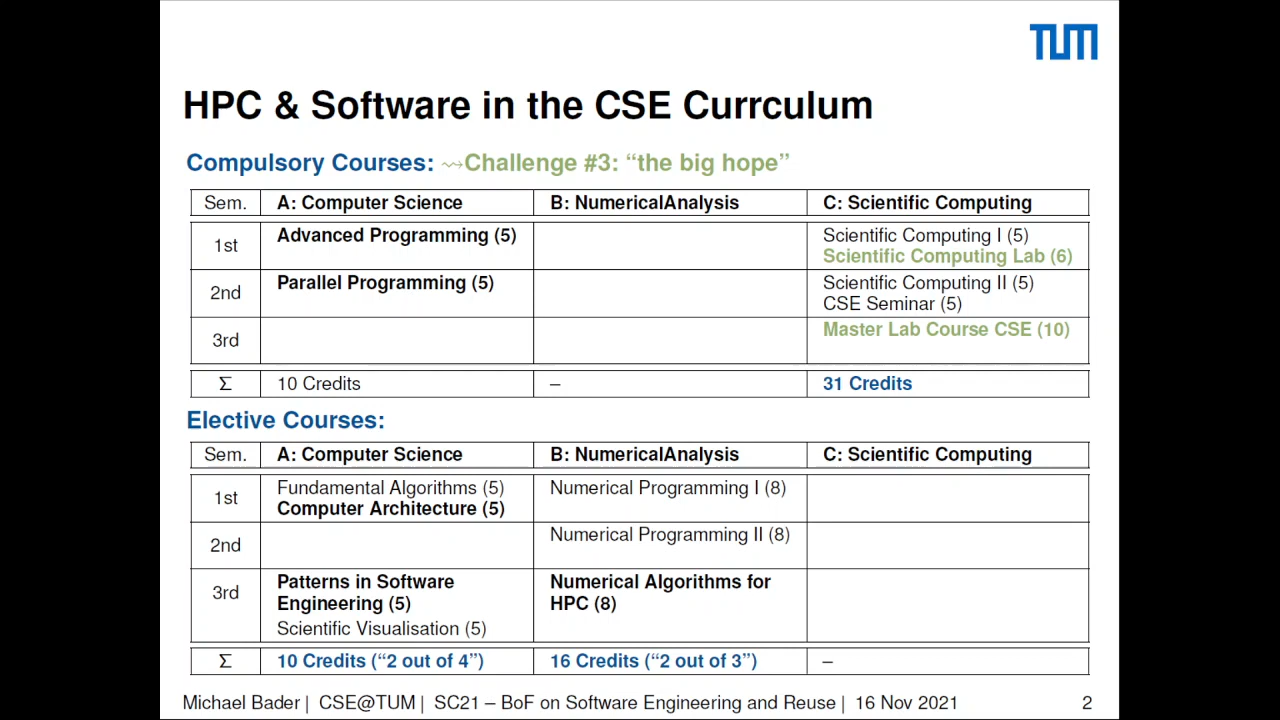 TUM
HPC & Software in the CSE Currculum
Compulsory Courses: ⇝Challenge #3: “the big hope”
Sem. A: Computer Science B: NumericalAnalysis C: Scientific Computing
1st Advanced Programming (5) Scientific Computing I (5)
Scientific Computing Lab (6)
2nd Parallel Programming (5) Scientific Computing II (5)
CSE Seminar (5)
3rd Master Lab Course CSE (10)
Σ 10 Credits – 31 Credits
Elective Courses:
Sem. A: Computer Science B: NumericalAnalysis C: Scientific Computing
1st Fundamental Algorithms (5) Numerical Programming I (8)
Computer Architecture (5)
2nd Numerical Programming II (8)
3rd Patterns in Software Numerical Algorithms for
Engineering (5) HPC (8)
Scientific Visualisation (5)
Σ 10 Credits (“2 out of 4”) 16 Credits (“2 out of 3”) –
Michael Bader | CSE@TUM | SC21 – BoF on Software Engineering and Reuse | 16 Nov 2021 2